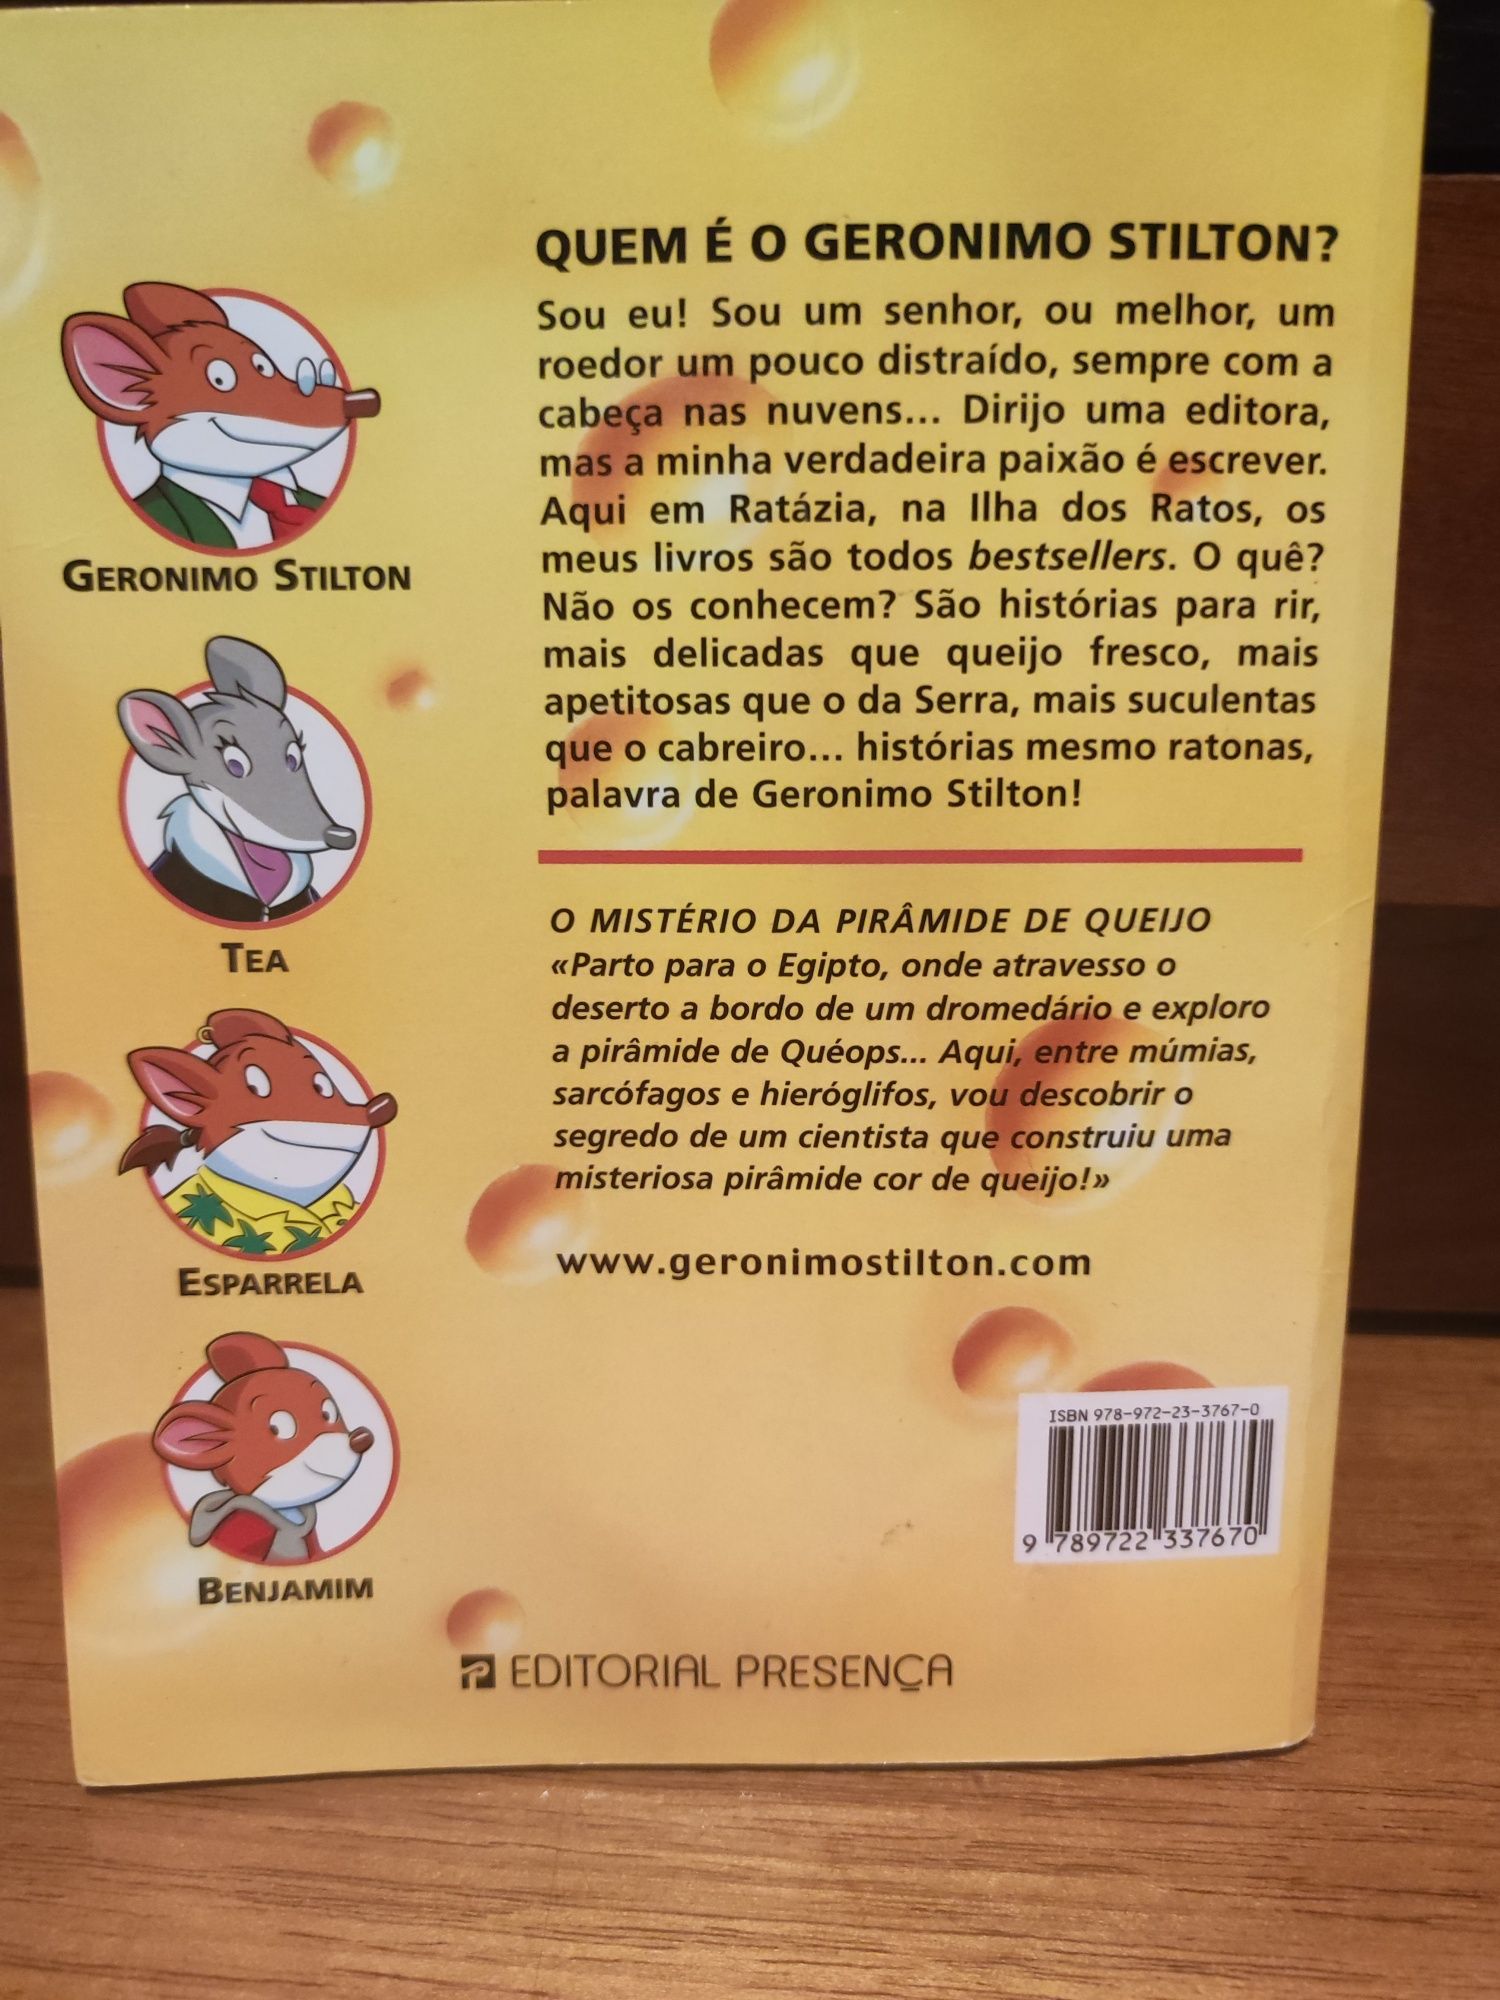 QUEM É O GERONIMO STILTON?
Sou eu! Sou um senhor, ou melhor, um
roedor um pouco distraído, sempre com a
cabeça nas nuvens... Dirijo uma editora,
mas a minha verdadeira paixão é escrever.
Aqui em Ratázia, na Ilha dos Ratos, os
meus livros são todos bestsellers. O quê?
Não os conhecem? São histórias para rir,
mais delicadas que queijo fresco, mais
apetitosas que o da Serra, mais suculentas
que o cabreiro... histórias mesmo ratonas,
palavra de Geronimo Stilton!
GERONIMO STILTON
TEA
ESPARRELA
BENJAMIM
O MISTÉRIO DA PIRÂMIDE DE QUEIJO
«Parto para o Egipto, onde atravesso o
deserto a bordo de um dromedário e exploro
a pirâmide de Quéops... Aqui, entre múmias,
sarcófagos e hieróglifos, vou descobrir o
segredo de um cientista que construiu uma
misteriosa pirâmide cor de queijo!»
www.geronimostilton.com
ISBN 978-972-23-3767-0
9 789722 337670
EDITORIAL PRESENÇA